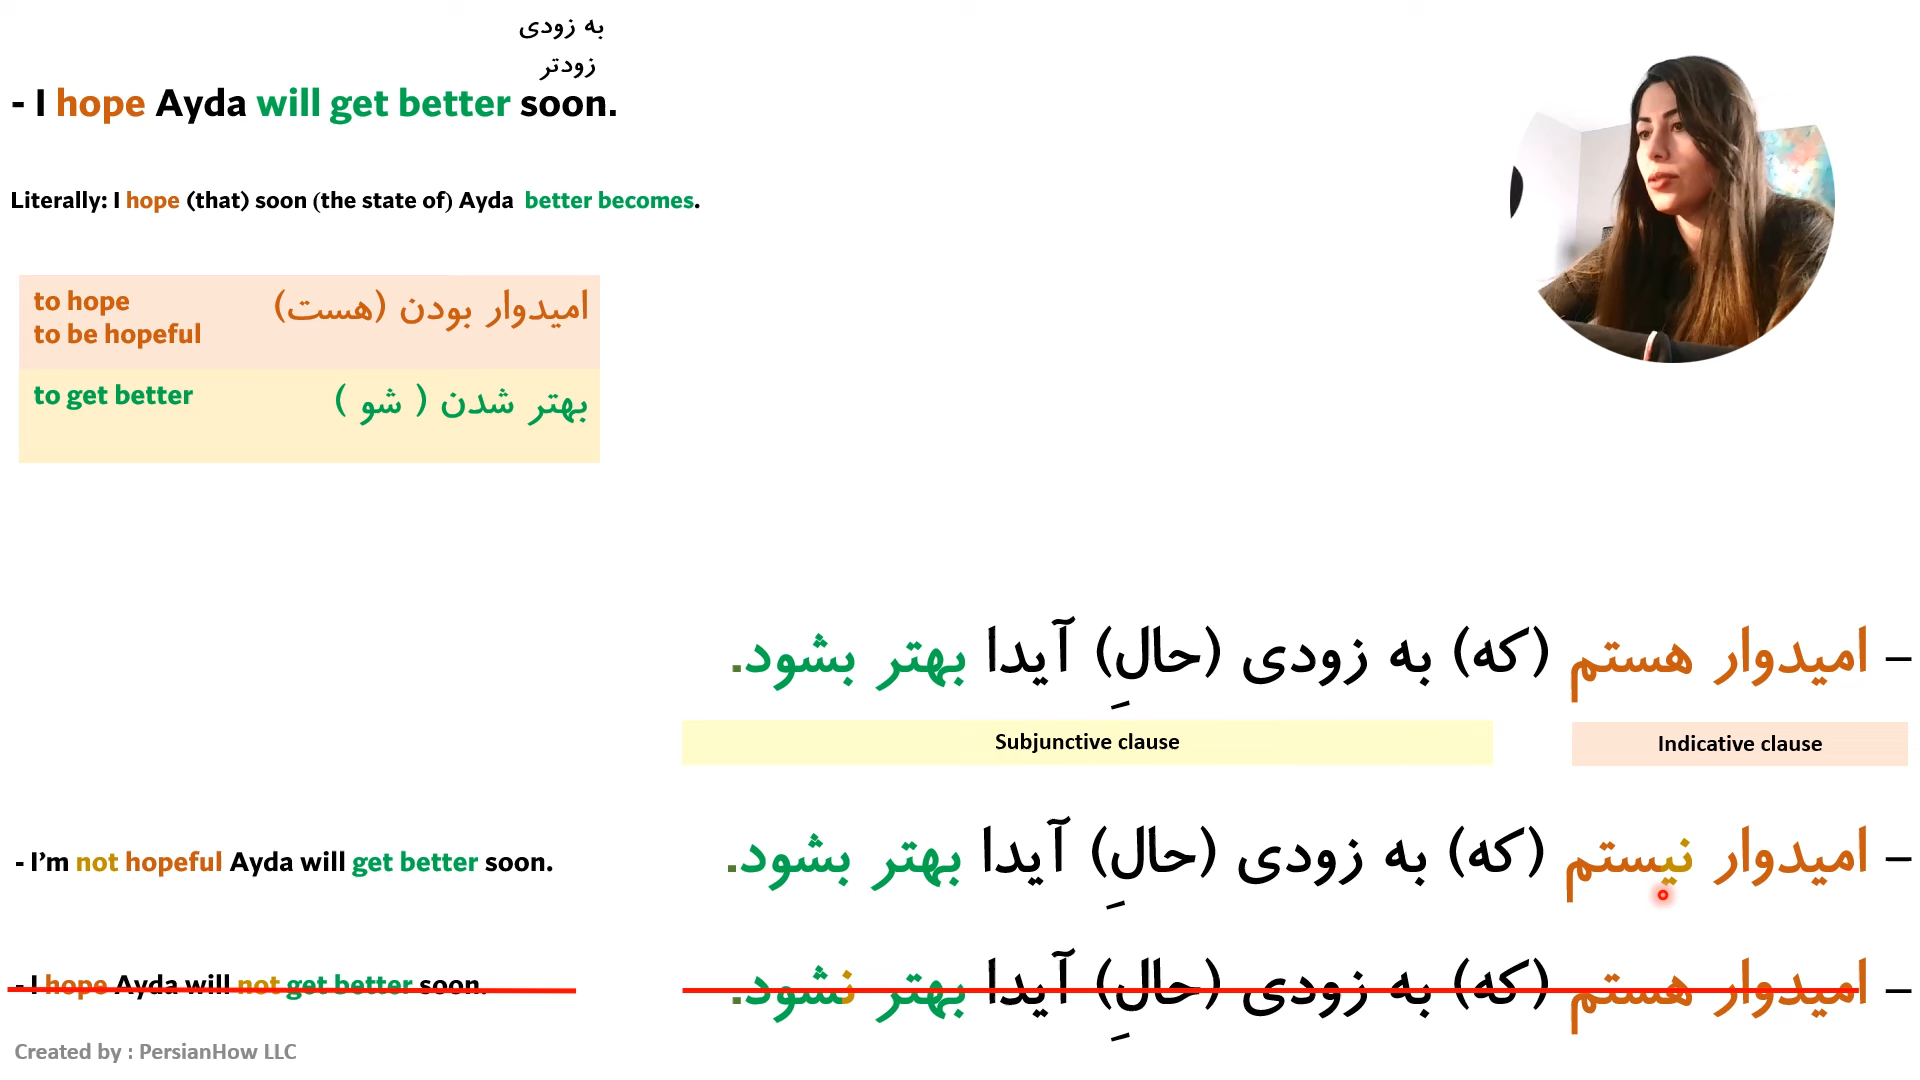 به زودی
زودتر
- I hope Ayda will get better soon.
Literally: I hope (that) soon (the state of) Ayda better becomes.
to hope
to be hopeful
امیدوار بودن (هست)
to get better
بهتر شدن ( شو )
– امیدوار هستم (که) به زودی (حالِ) آیدا بهتر بشود.
Subjunctive clause
Indicative clause
- I'm not hopeful Ayda will get better soon.
– امیدوار نیستم (که) به زودی (حالِ) آیدا بهتر بشود.
- I hope Ayda will not get better soon.
– امیدوار هستم (که) به زودی (حالِ) آیدا بهتر نشود.
Created by : PersianHow LLC